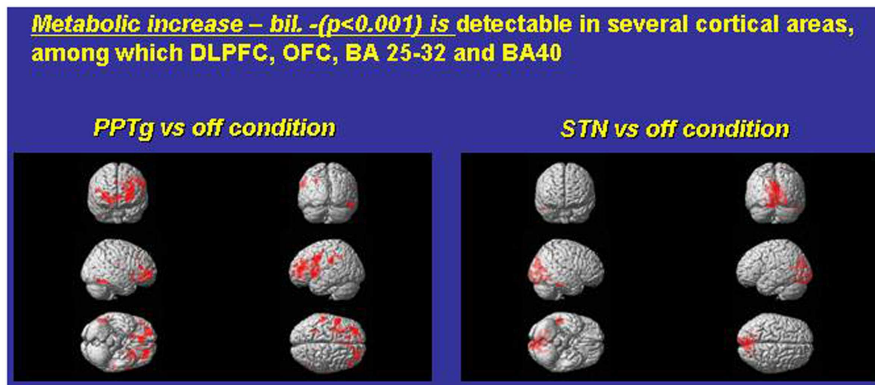 Metabolic increase – bil. -(p<0.001) is detectable in several cortical areas,
among which DLPFC, OFC, BA 25-32 and BA40
PPTg vs off condition
STN vs off condition